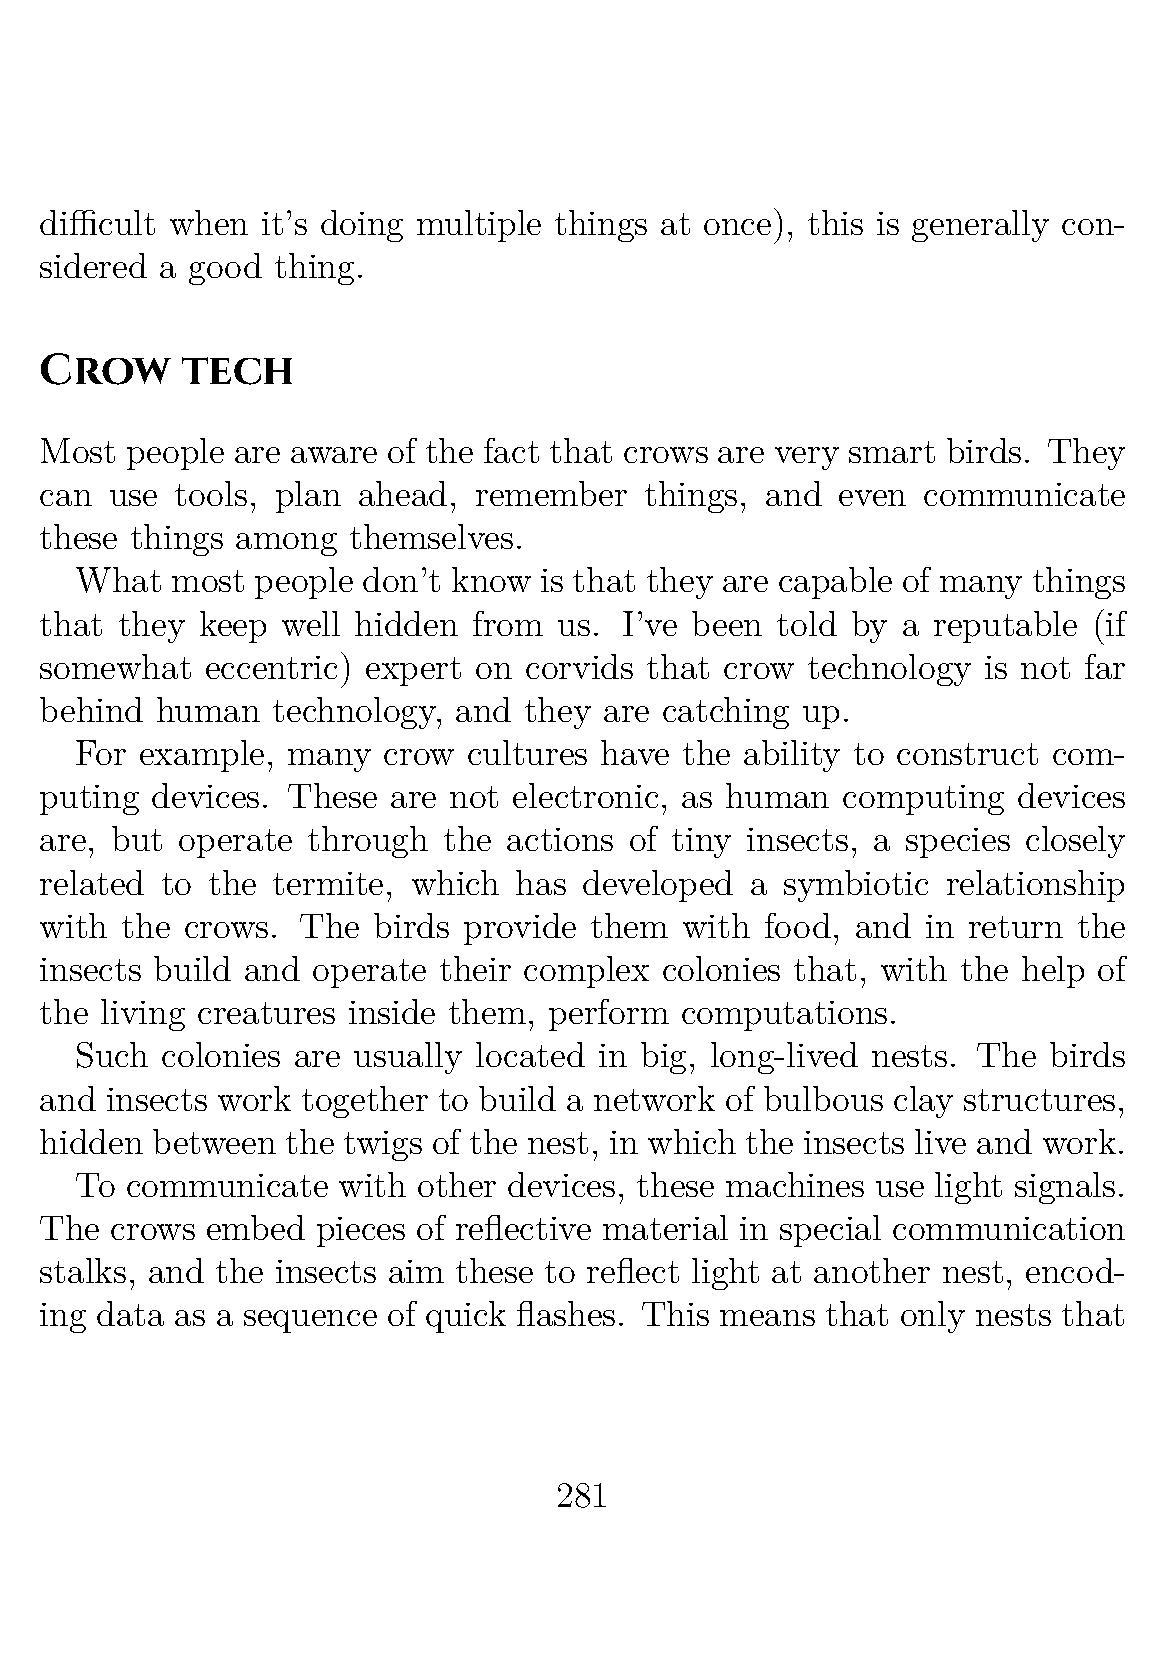 difficult when it's doing multiple things at once), this is generally con-
sidered a good thing.
Crow tech
Most people are aware of the fact that crows are very smart birds. They
can use tools, plan ahead, remember things, and even communicate
these things among themselves.
What most people don't know is that they are capable of many things
that they keep well hidden from us. I've been told by a reputable (if
somewhat eccentric) expert on corvids that crow technology is not far
behind human technology, and they are catching up.
For example, many crow cultures have the ability to construct com-
puting devices. These are not electronic, as human computing devices
are, but operate through the actions of tiny insects, a species closely
related to the termite, which has developed a symbiotic relationship
with the crows. The birds provide them with food, and in return the
insects build and operate their complex colonies that, with the help of
the living creatures inside them, perform computations.
Such colonies are usually located in big, long-lived nests. The birds
and insects work together to build a network of bulbous clay structures,
hidden between the twigs of the nest, in which the insects live and work.
To communicate with other devices, these machines use light signals.
The crows embed pieces of reflective material in special communication
stalks, and the insects aim these to reflect light at another nest, encod-
ing data as a sequence of quick flashes. This means that only nests that
281